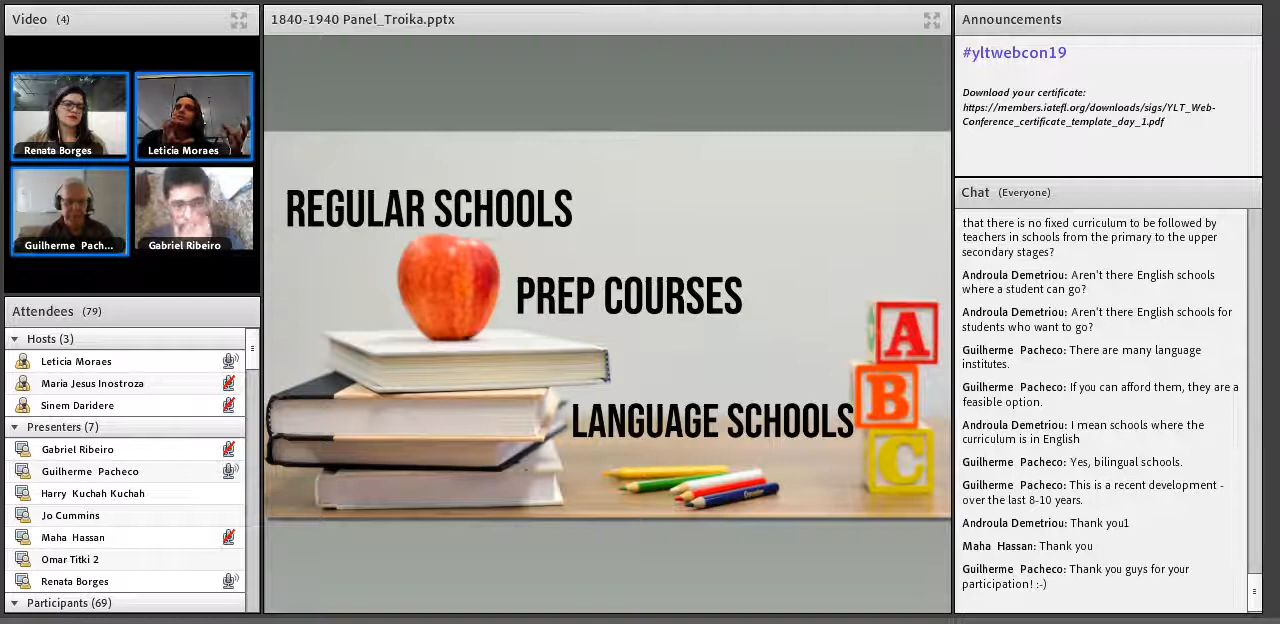 Video (4)
Renata Borges
Leticia Moraes
Guilherme Pach...
Gabriel Ribeiro
Attendees (79)
Hosts (3)
Leticia Moraes
Maria Jesus Inostroza
Sinem Daridere
Presenters (7)
Gabriel Ribeiro
Guilherme Pacheco
Harry Kuchah Kuchah
Jo Cummins
Maha Hassan
Omar Titki 2
Renata Borges
Participants (69)
1840-1940 Panel_Troika.pptx
REGULAR SCHOOLS
PREP COURSES
LANGUAGE SCHOOLS
A
B
C
Announcements
#yltwebcon19
Download your certificate:
https://members.iatefl.org/downloads/sigs/YLT_Web-
Conference_certificate_template_day_1.pdf
Chat (Everyone)
that there is no fixed curriculum to be followed by
teachers in schools from the primary to the upper
secondary stages?
Androula Demetriou: Aren't there English schools
where a student can go?
Androula Demetriou: Aren't there English schools for
students who want to go?
Guilherme Pacheco: There are many language
institutes.
Guilherme Pacheco: If you can afford them, they are a
feasible option.
Androula Demetriou: I mean schools where the
curriculum is in English
Guilherme Pacheco: Yes, bilingual schools.
Guilherme Pacheco: This is a recent development -
over the last 8-10 years.
Androula Demetriou: Thank you1
Maha Hassan: Thank you
Guilherme Pacheco: Thank you guys for your
participation! :-)